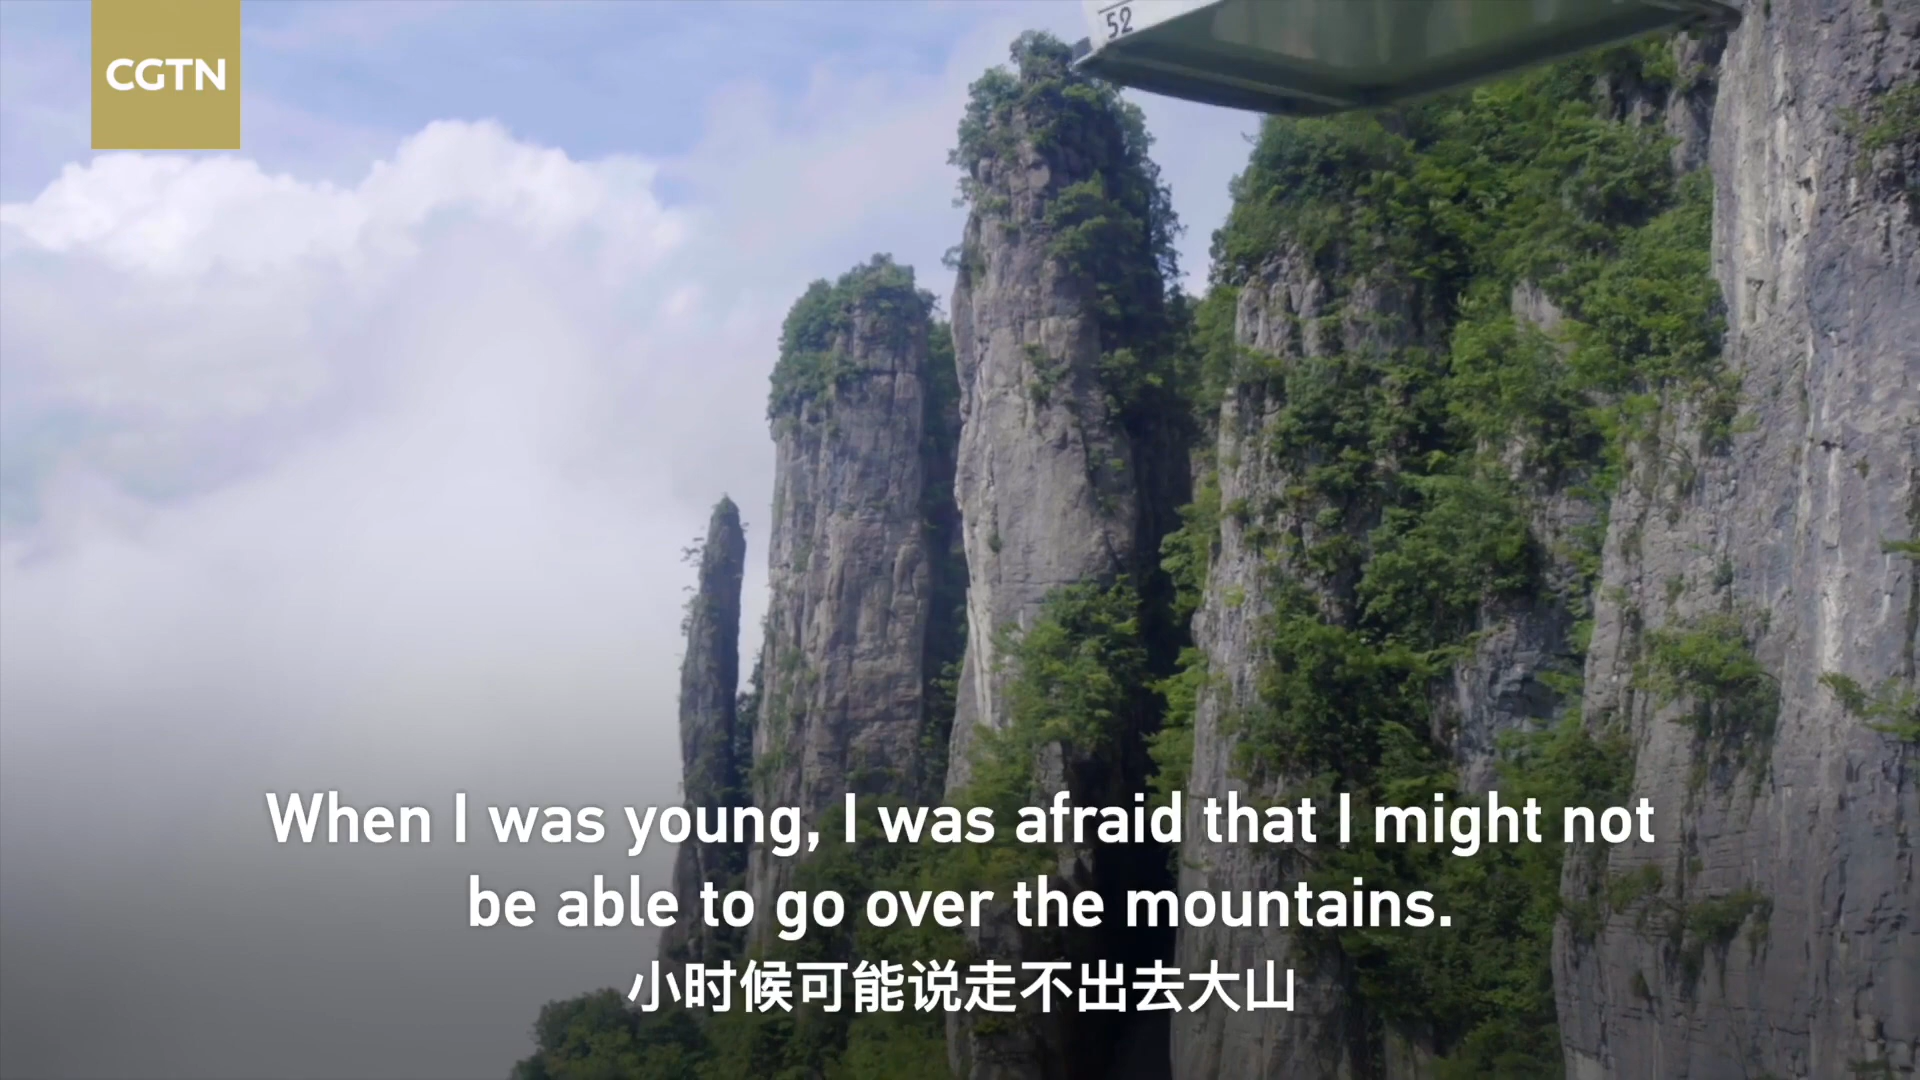 CGTN
52
When I was young, I was afraid that I might not
be able to go over the mountains.
小时候可能说走不出去大山